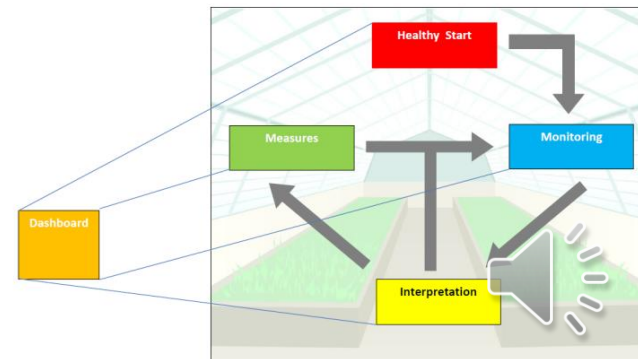 Healthy Start
Measures
Monitoring
Dashboard
Interpretation